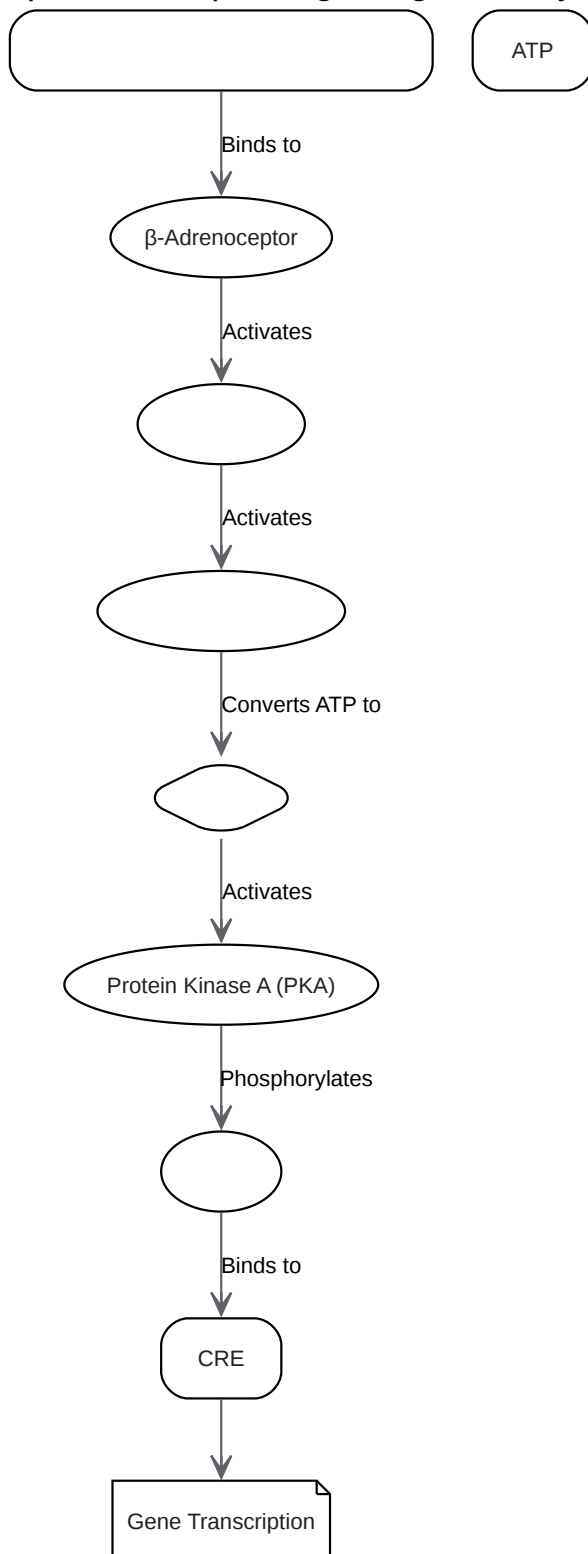 ATP
Binds to
β-Adrenoceptor
Activates
Activates
Converts ATP to
Activates
Protein Kinase A (PKA)
Phosphorylates
Binds to
CRE
Gene Transcription